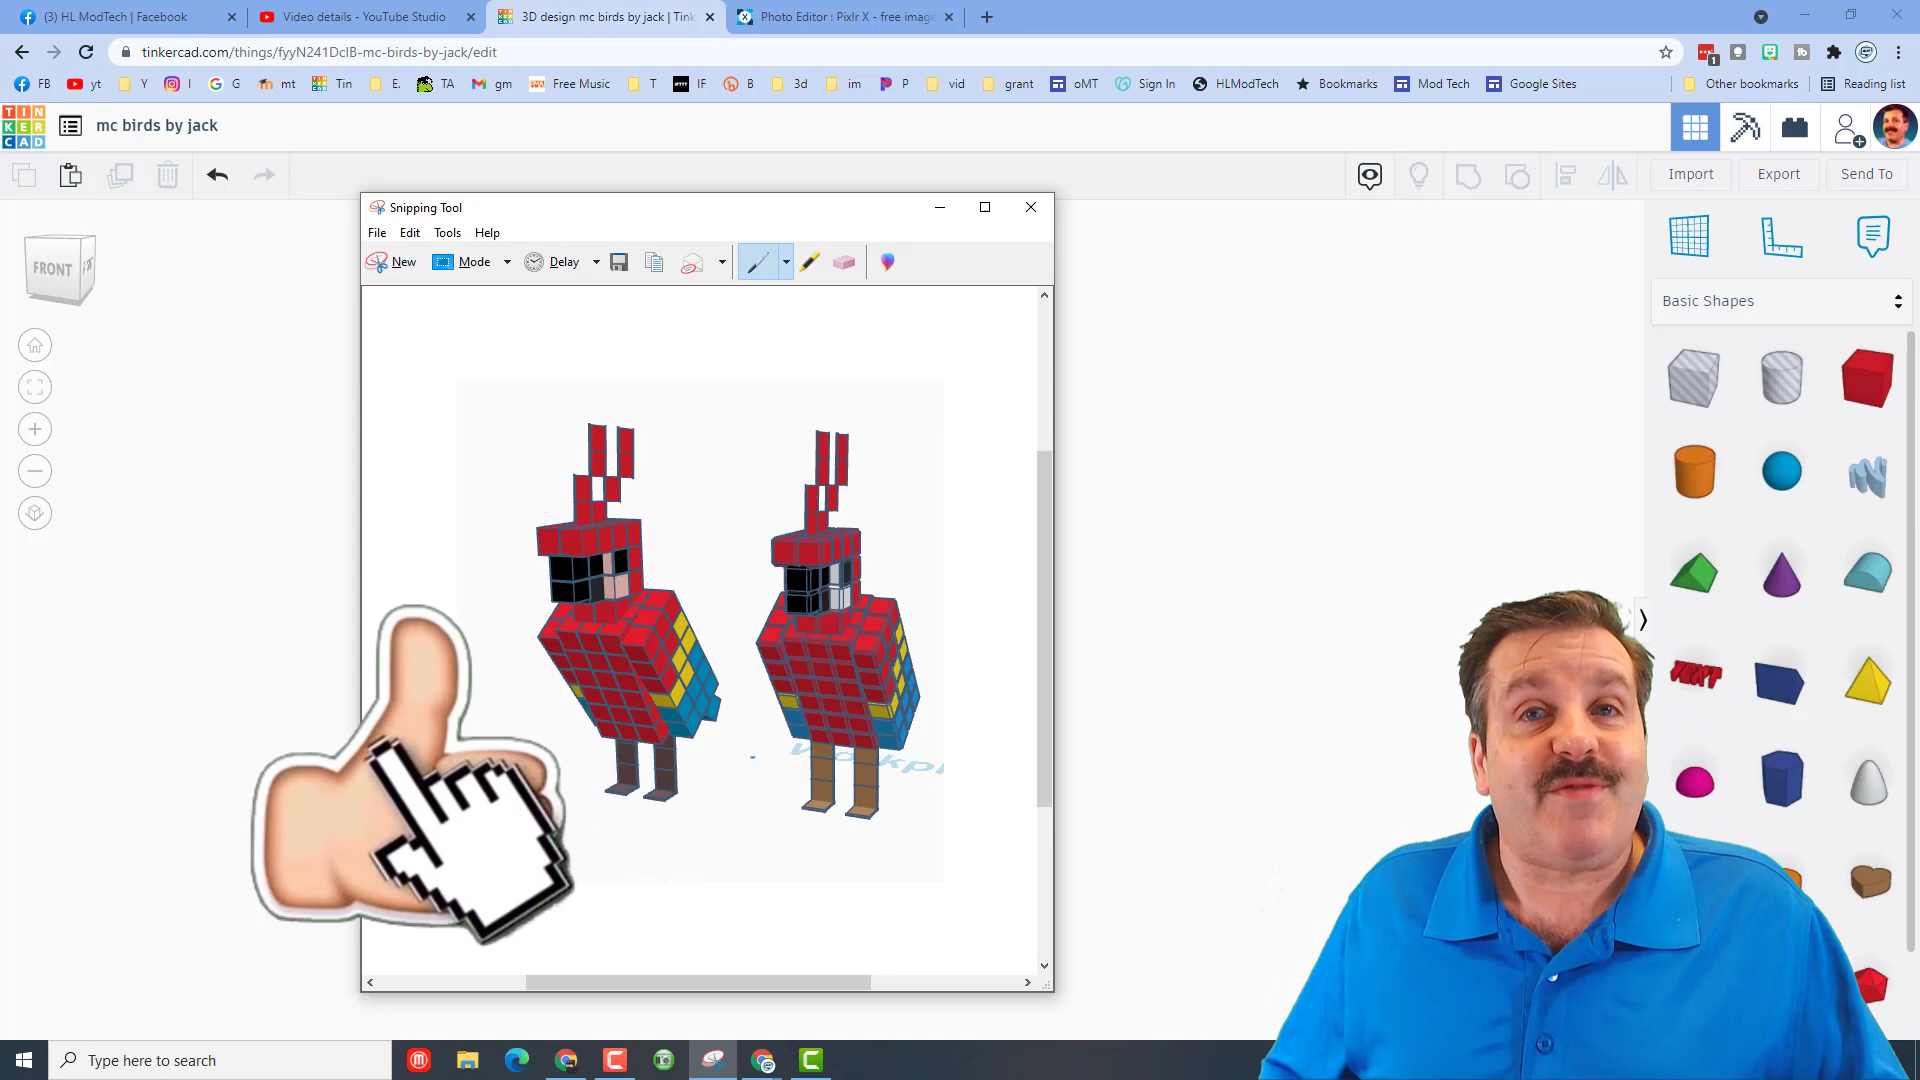 (3) HL ModTech | Facebook
Video details - YouTube Studio
3D design mc birds by jack | Tink
Photo Editor : Pixlr X - free image
tinkercad.com/things/fyyN241DclB-mc-birds-by-jack/edit
FB yt Y I G mt Tin E. TA gm Free Music T IF B 3d im P vid grant oMT Sign In HLModTech Bookmarks Mod Tech Google Sites Other bookmarks Reading list
TIN
KER
CAD
mc birds by jack
Import Export Send To
Snipping Tool
File Edit Tools Help
New Mode Delay
FRONT
Basic Shapes
TEXT
Type here to search